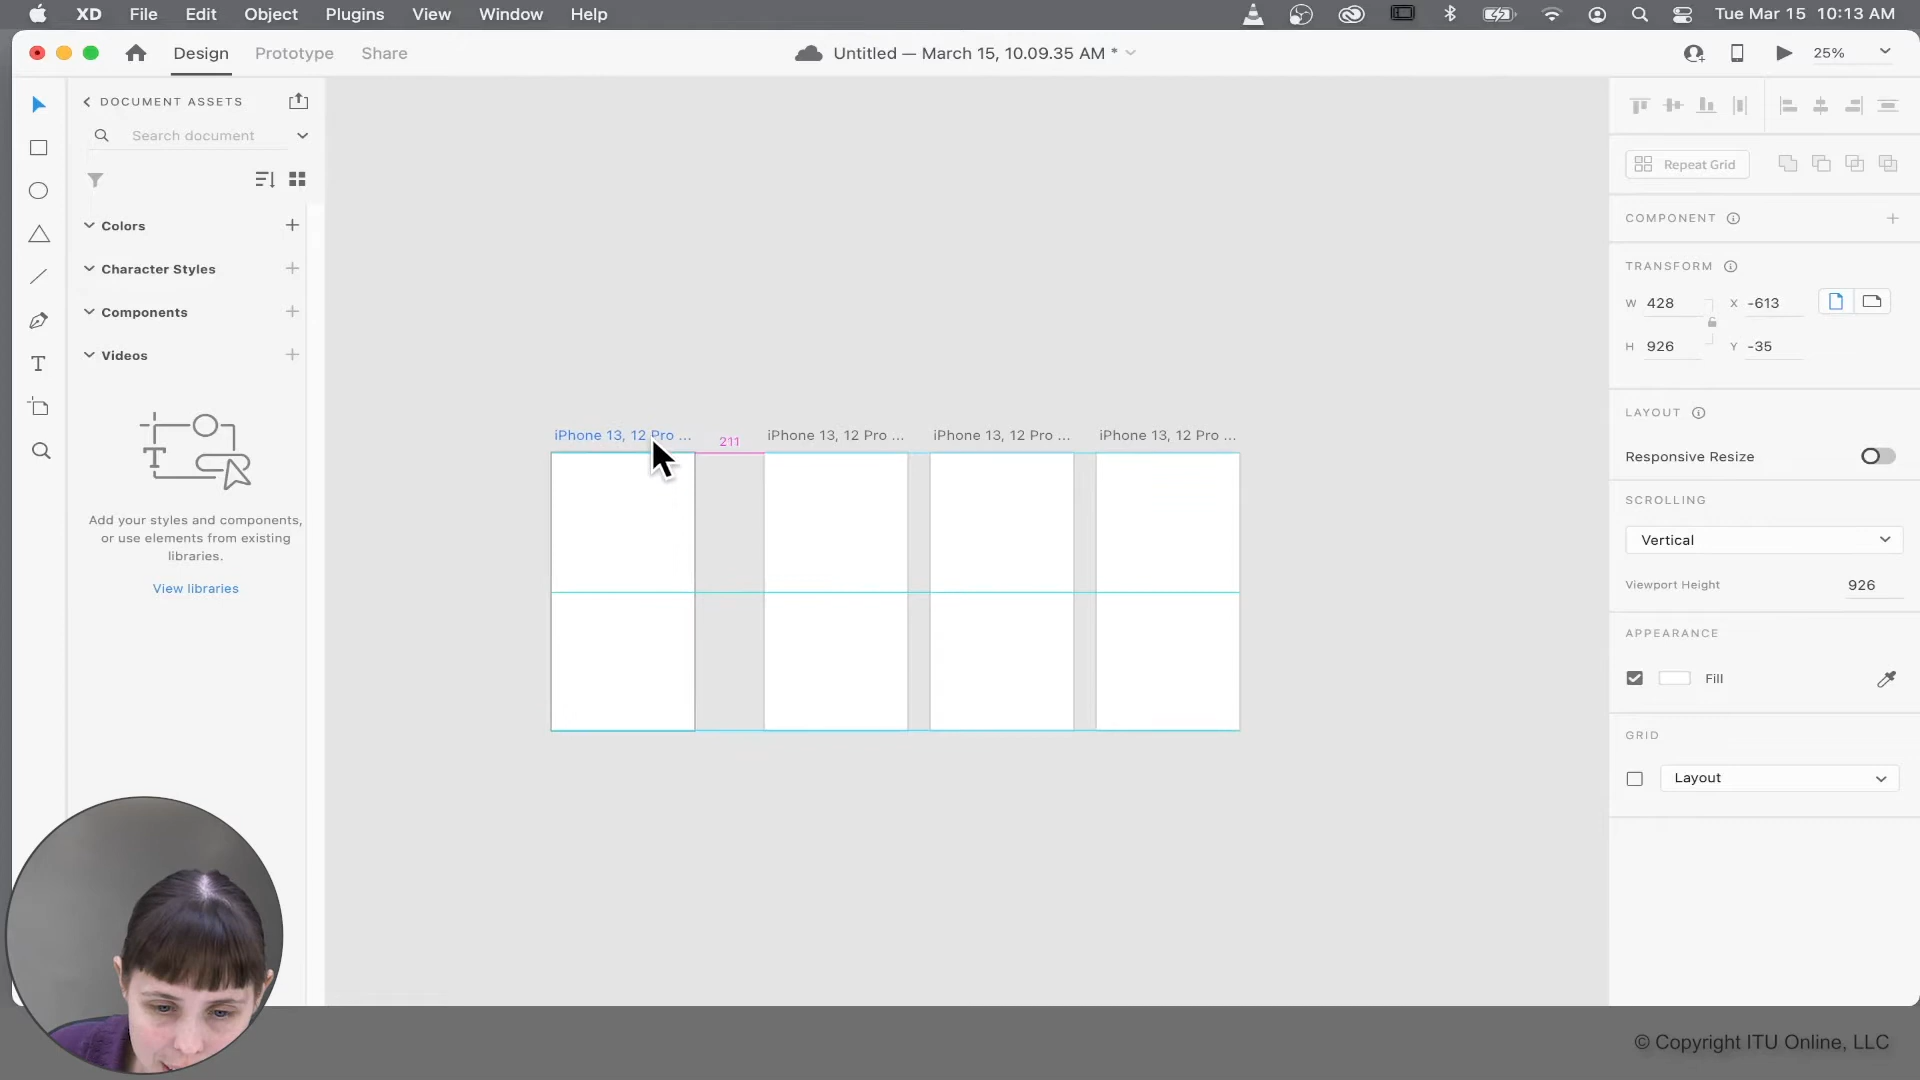 XD File Edit Object Plugins View Window Help
Tue Mar 15 10:13 AM
Design Prototype Share
Untitled — March 15, 10.09.35 AM *
25%
DOCUMENT ASSETS
Search document
Colors
Character Styles
Components
Videos
Add your styles and components,
or use elements from existing
libraries.
View libraries
iPhone 13, 12 Pro ...
211
iPhone 13, 12 Pro ...
iPhone 13, 12 Pro ...
iPhone 13, 12 Pro ...
Repeat Grid
COMPONENT
TRANSFORM
W 428 X -613
H 926 Y -35
LAYOUT
Responsive Resize
SCROLLING
Vertical
Viewport Height 926
APPEARANCE
Fill
GRID
Layout
© Copyright ITU Online, LLC